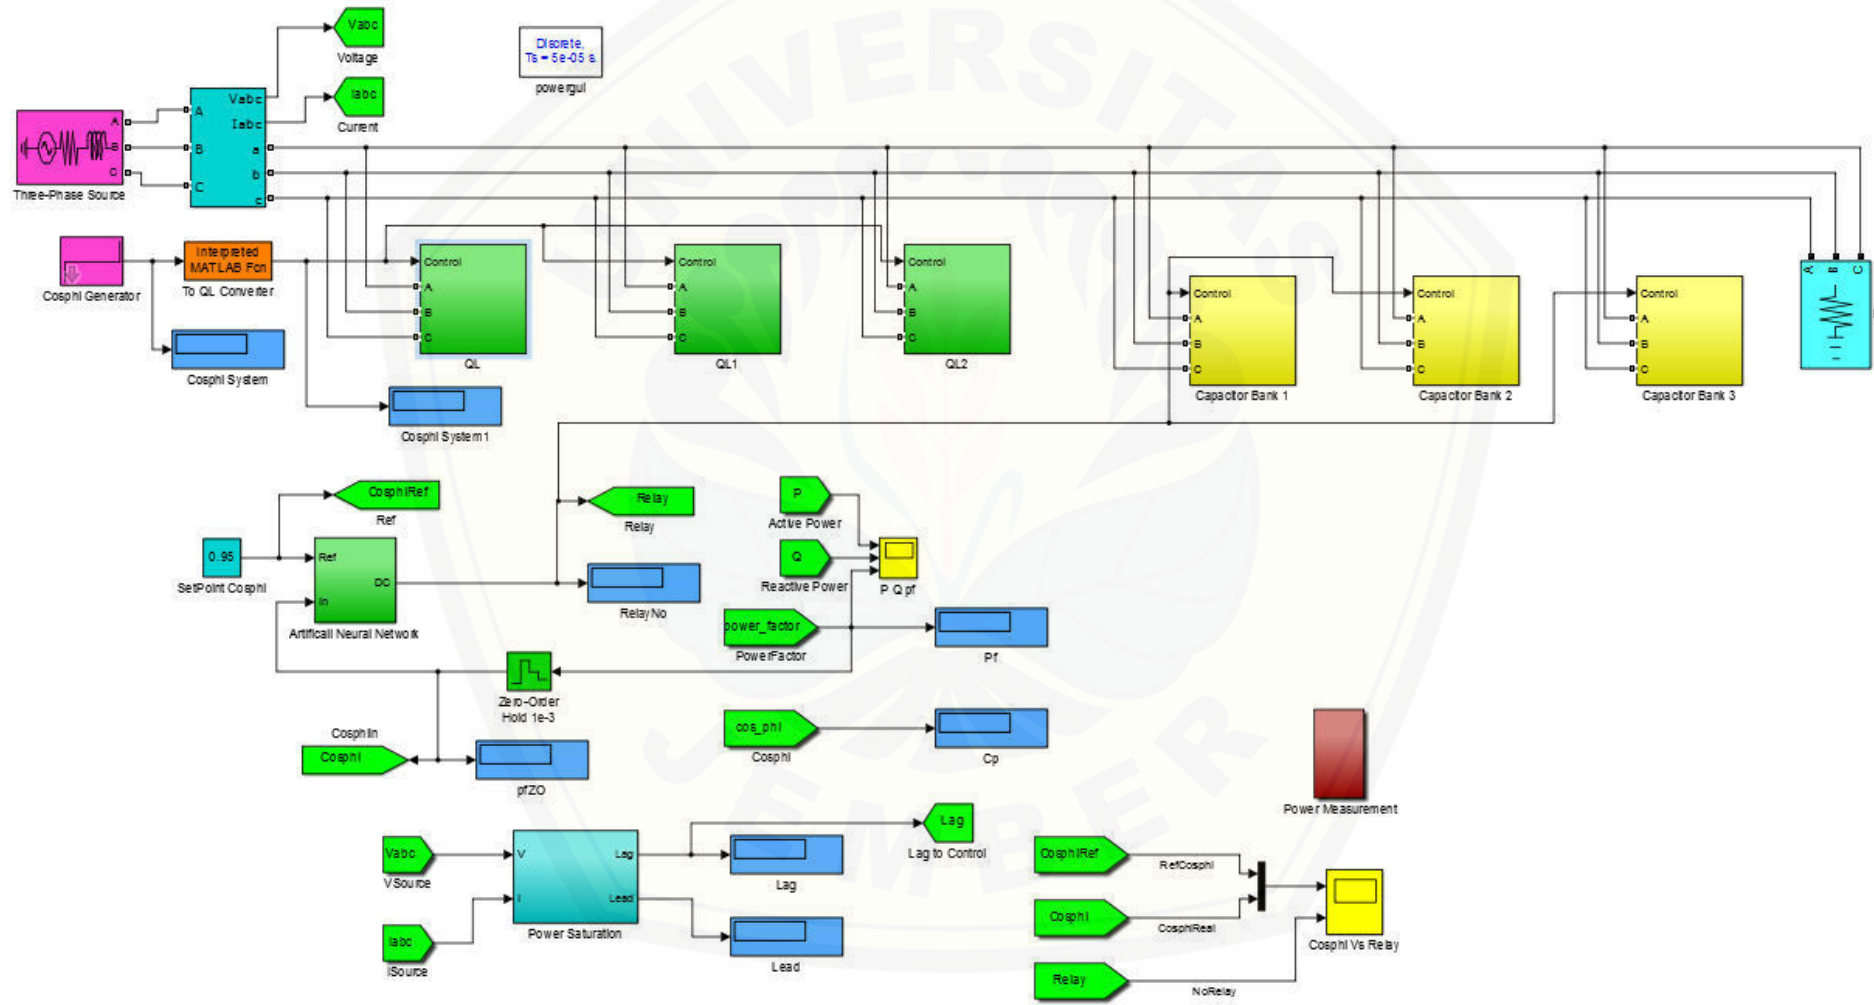 Vabc
Voltage
Iabc
Current
Discrete,
Ts = 5e-05 s.
powergui
A
B
C
Three-Phase Source
A
B
C
Vabc
Iabc
a
b
c
Cosphi Generator
Interpreted
MATLAB Fcn
To QL Converter
Cosphi System
Cosphi System1
Control
A
B
C
QL
Control
A
B
C
QL1
Control
A
B
C
QL2
Control
A
B
C
Capacitor Bank 1
Control
A
B
C
Capacitor Bank 2
Control
A
B
C
Capacitor Bank 3
A
B
C
CosphiRef
Ref
0.95
SetPoint Cosphi
Ref
In
DC
Artificall Neural Network
Relay
Relay
RelayNo
P
Active Power
Q
Reactive Power
P Q pf
power_factor
PowerFactor
Pf
Zero-Order
Hold 1e-3
CosphiIn
Cosphi
pfZO
cos_phi
Cosphi
Cp
Power Measurement
Vabc
VSource
Iabc
ISource
V
I
Lag
Lead
Power Saturation
Lag
Lag to Control
Lag
Lead
CosphiRef
RefCosphi
Cosphi
CosphiReal
Relay
NoRelay
Cosphi Vs Relay
UNIVERSITAS
JEMBER